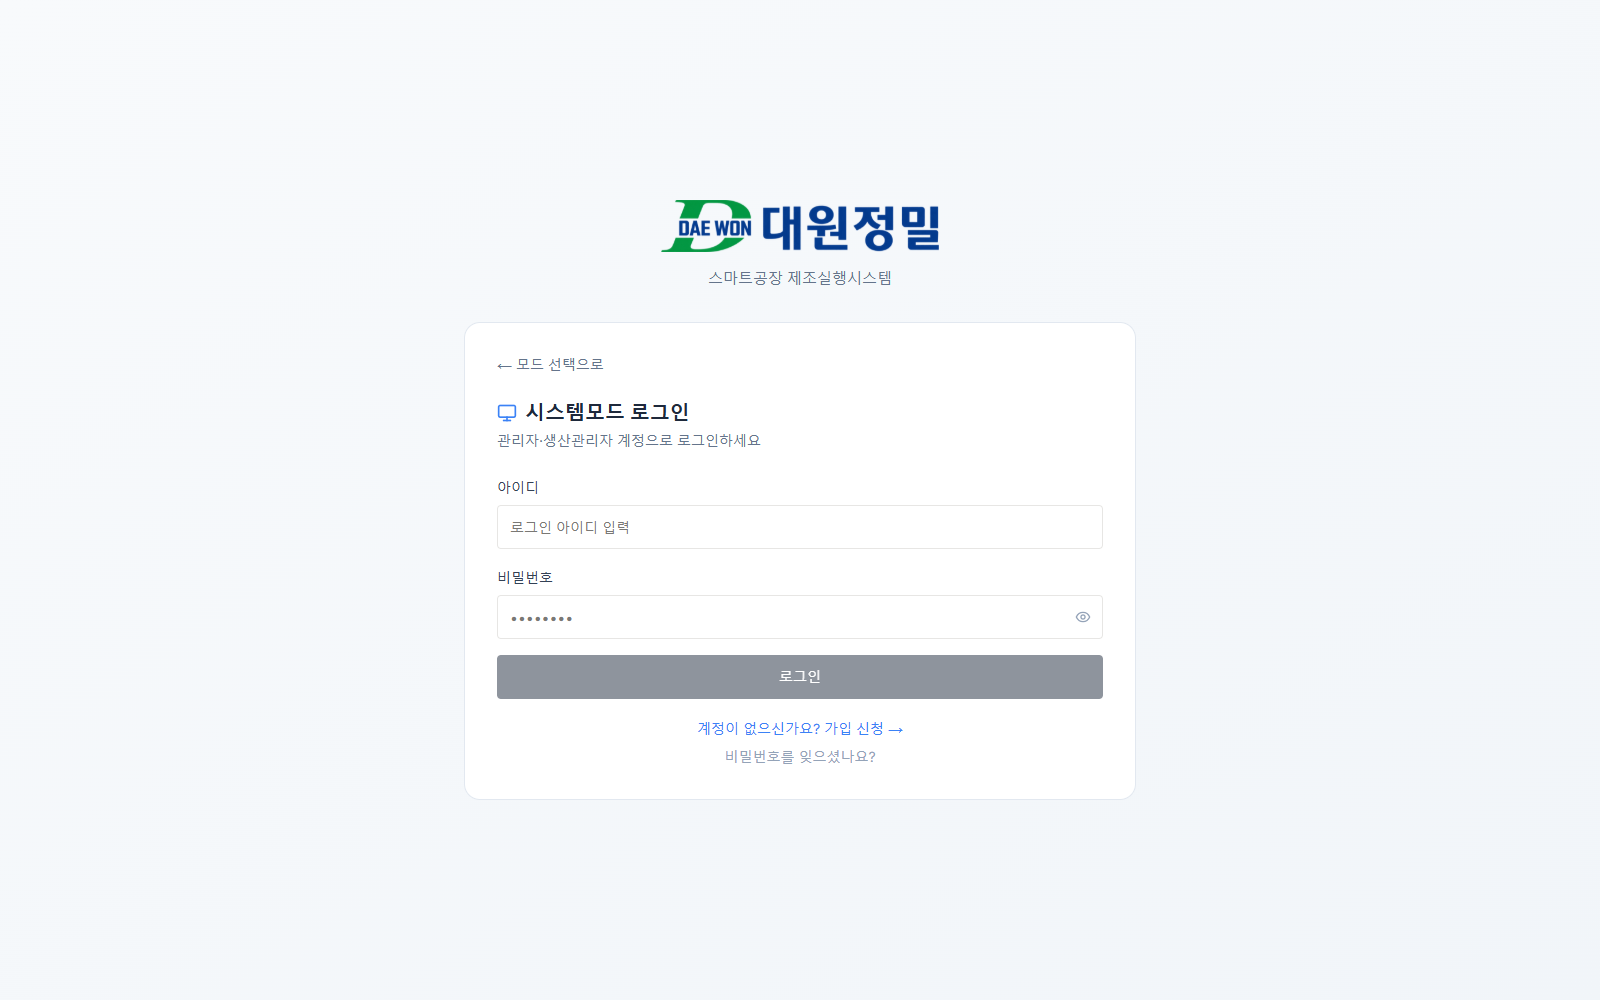 DAE WON 대원정밀
스마트공장 제조실행시스템
← 모드 선택으로
시스템모드 로그인
관리자·생산관리자 계정으로 로그인하세요
아이디
로그인 아이디 입력
비밀번호
••••••••
로그인
계정이 없으신가요? 가입 신청 →
비밀번호를 잊으셨나요?